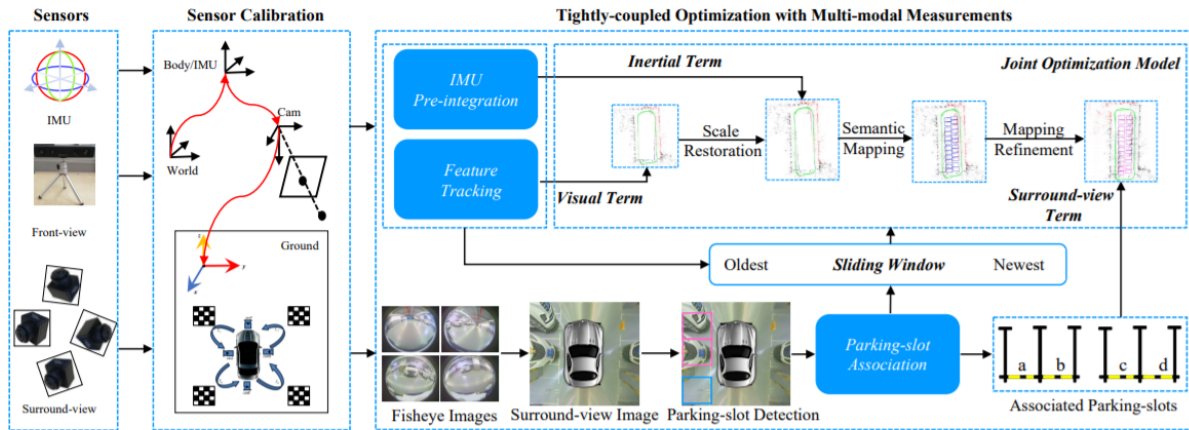 Sensors
Sensor Calibration
Tightly-coupled Optimization with Multi-modal Measurements
IMU
Front-view
Surround-view
Body/IMU
Cam
World
Ground
z
y
x
IMU
Pre-integration
Feature
Tracking
Inertial Term
Visual Term
Joint Optimization Model
Scale
Restoration
Semantic
Mapping
Mapping
Refinement
Surround-view
Term
Oldest
Sliding Window
Newest
Fisheye Images
Surround-view Image
Parking-slot Detection
Parking-slot
Association
a b c d
Associated Parking-slots